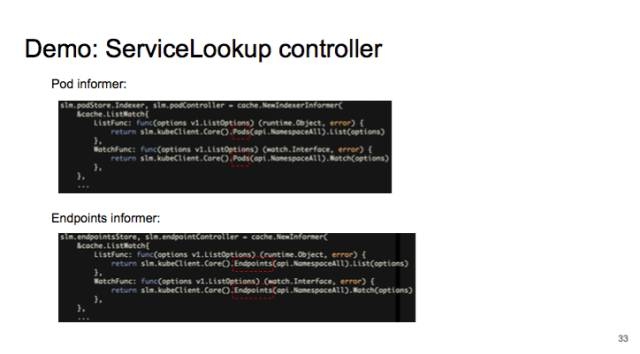 Demo: ServiceLookup controller
Pod informer:
slm.podStore.Indexer, slm.podController = cache.NewIndexerInformer(
&cache.ListWatch{
ListFunc: func(options v1.ListOptions) (runtime.Object, error) {
return slm.kubeClient.Core().Pods(api.NamespaceAll).List(options)
},
WatchFunc: func(options v1.ListOptions) (watch.Interface, error) {
return slm.kubeClient.Core().Pods(api.NamespaceAll).Watch(options)
},
},
...
Endpoints informer:
slm.endpointsStore, slm.endpointController = cache.NewInformer(
&cache.ListWatch{
ListFunc: func(options v1.ListOptions) (runtime.Object, error) {
return slm.kubeClient.Core().Endpoints(api.NamespaceAll).List(options)
},
WatchFunc: func(options v1.ListOptions) (watch.Interface, error) {
return slm.kubeClient.Core().Endpoints(api.NamespaceAll).Watch(options)
},
},
...
33